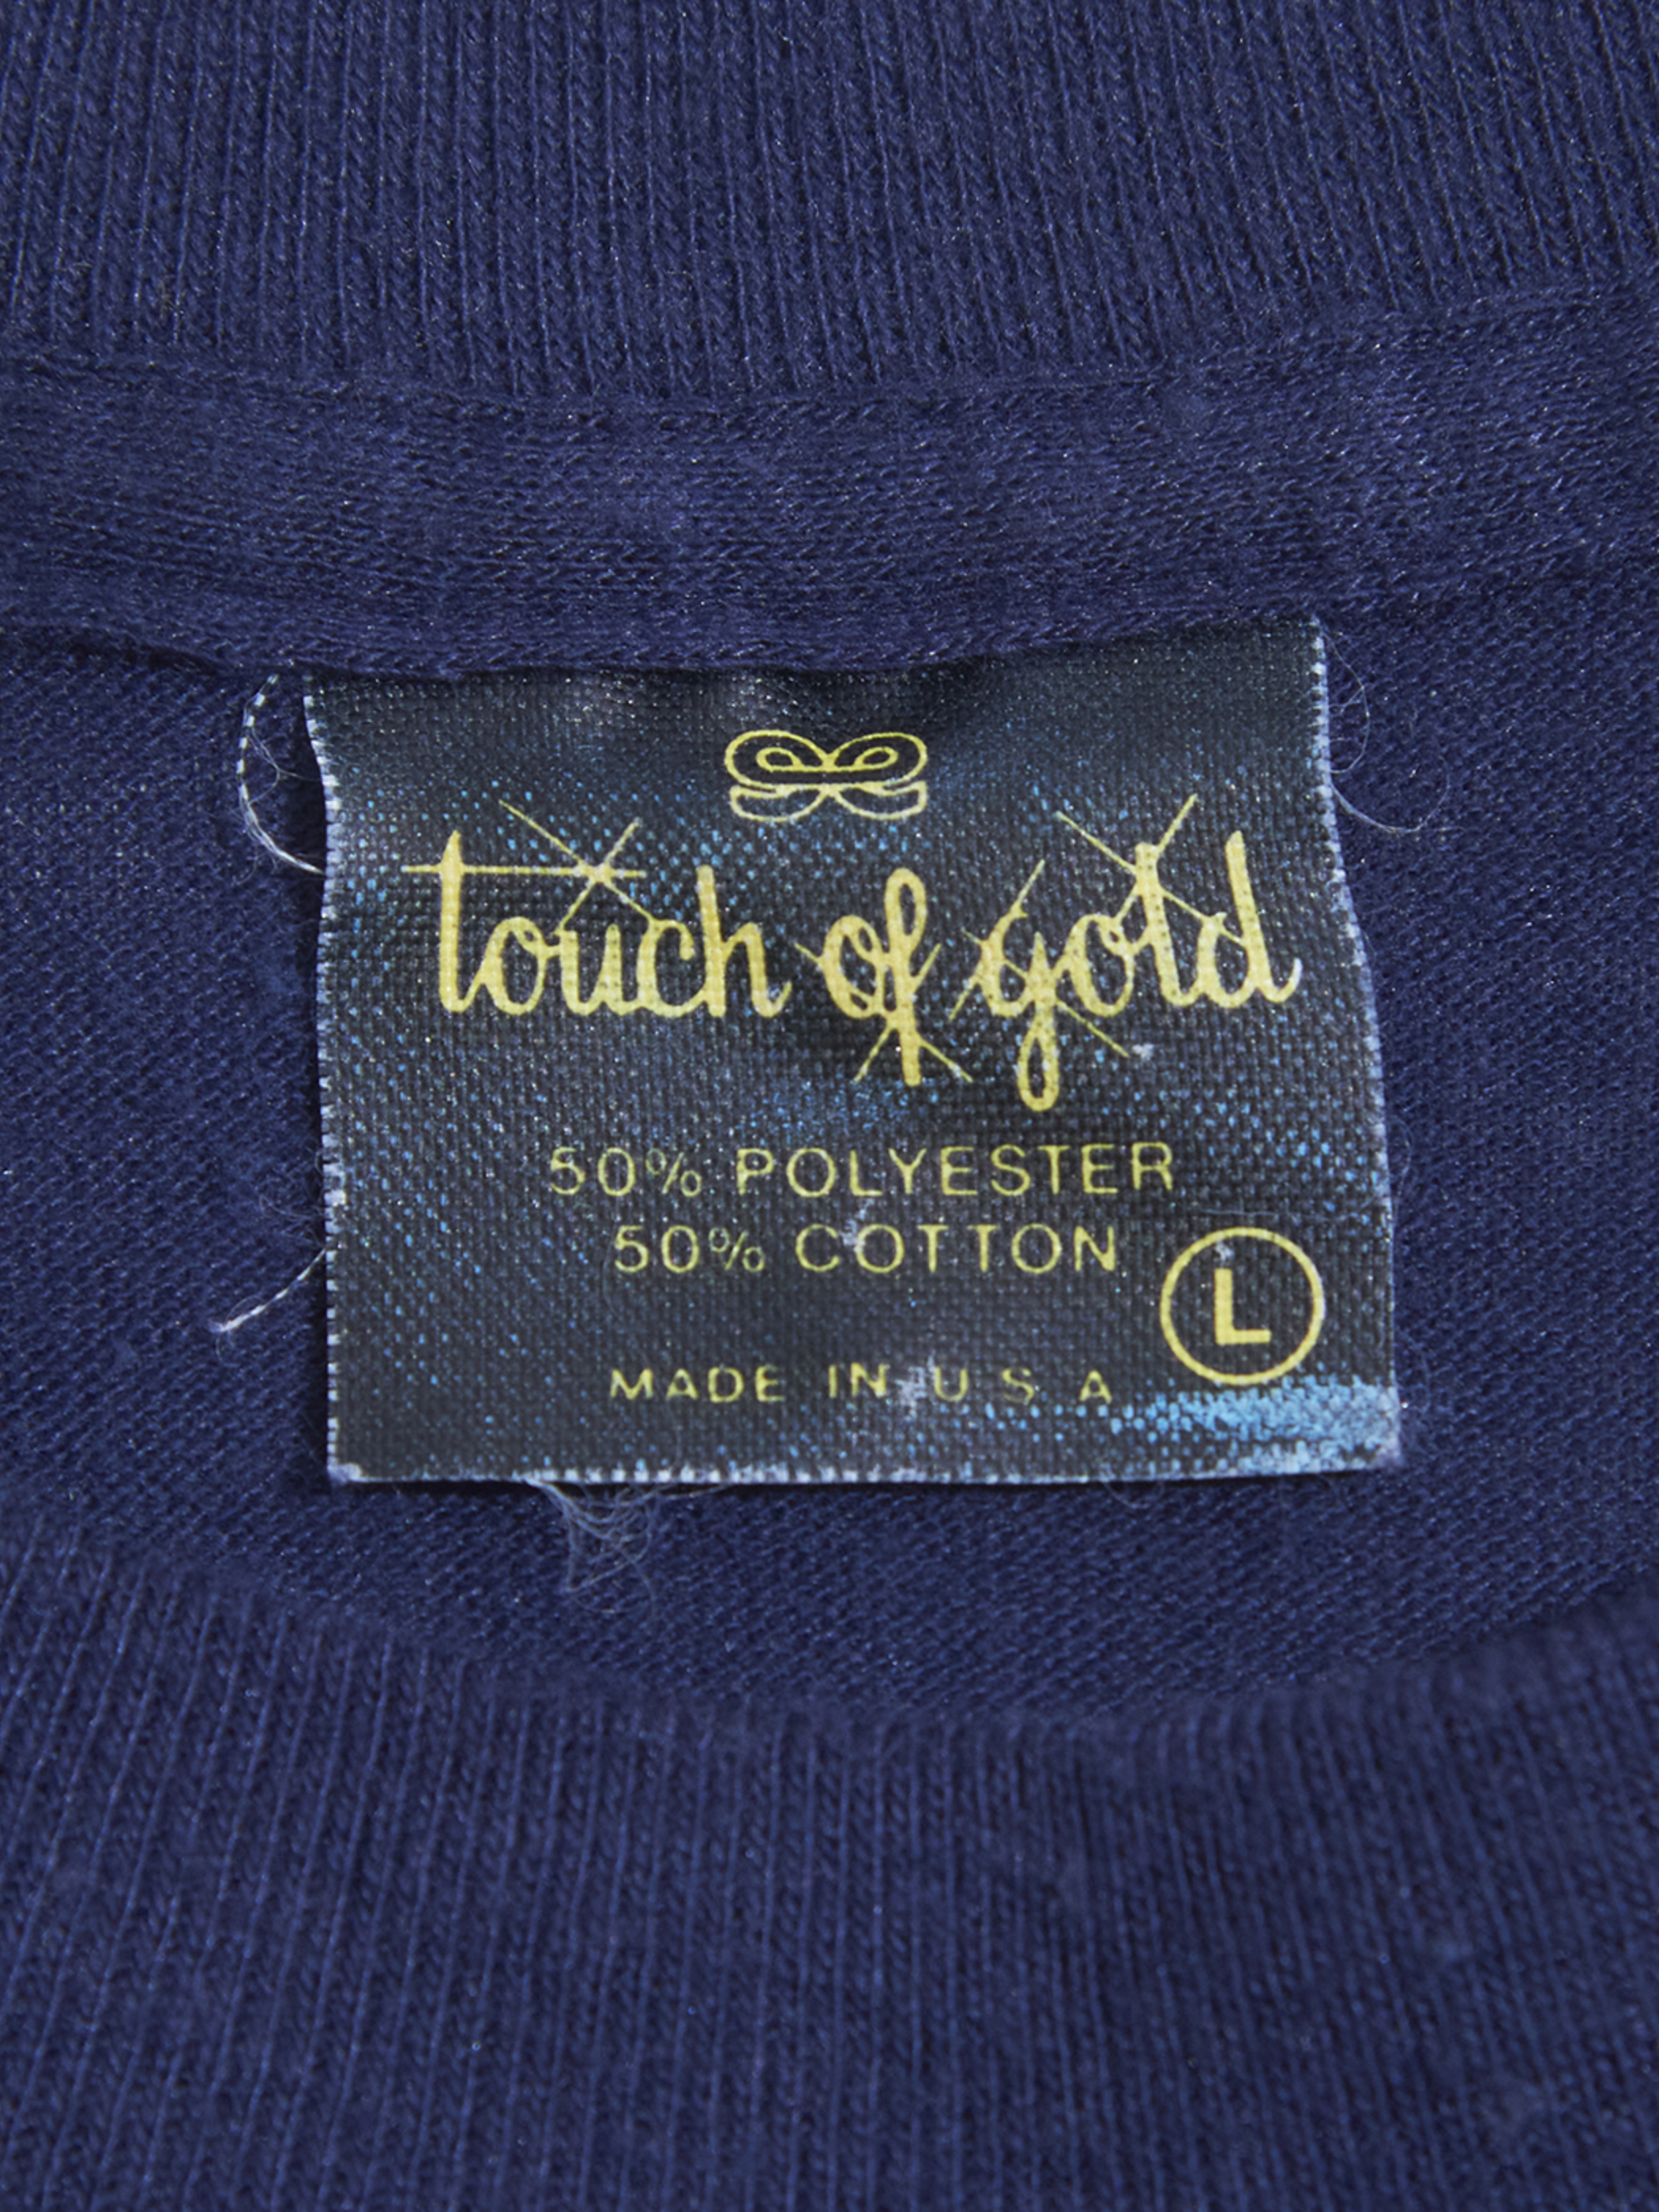 touch of gold
50% POLYESTER
50% COTTON
L
MADE IN U S A